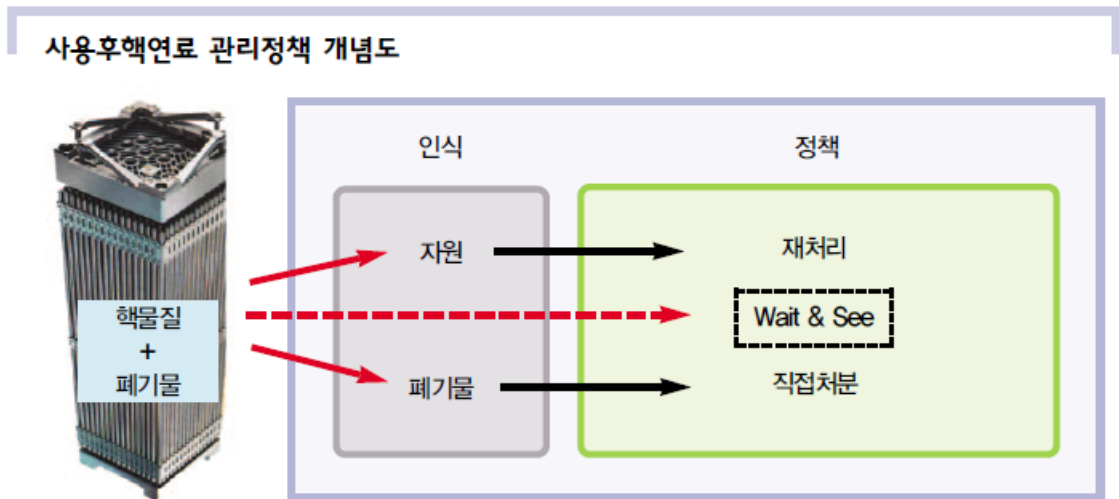 사용후핵연료 관리정책 개념도
인식
정책
자원
재처리
핵물질
+
폐기물
Wait & See
폐기물
직접처분